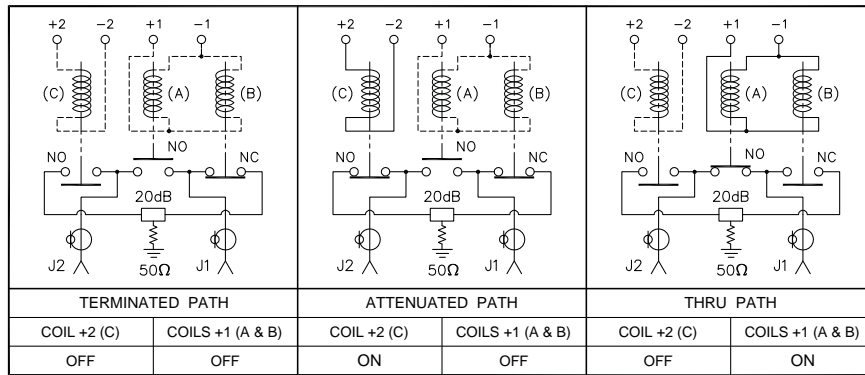 +2 -2 +1 -1 +2 -2 +1 -1 +2 -2 +1 -1
(C) (A) (B) (C) (A) (B) (C) (A) (B)
NO NO NC NO NO NC NO NO NC
20dB 20dB 20dB
J2 50Ω J1 J2 50Ω J1 J2 50Ω J1
TERMINATED PATH ATTENUATED PATH THRU PATH
COIL +2 (C) COILS +1 (A & B) COIL +2 (C) COILS +1 (A & B) COIL +2 (C) COILS +1 (A & B)
OFF OFF ON OFF OFF ON